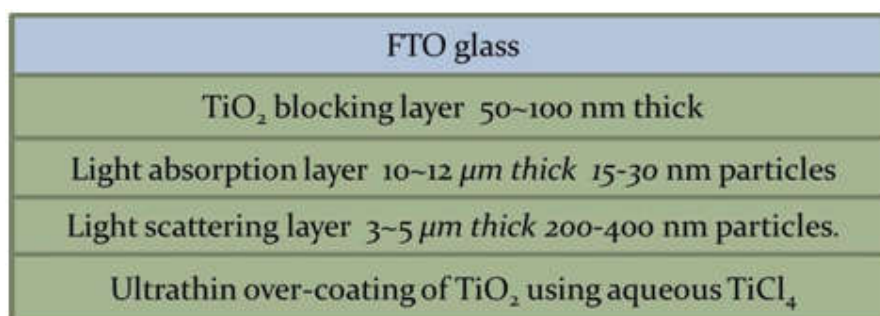 FTO glass
TiO₂ blocking layer 50~100 nm thick
Light absorption layer 10~12 μm thick 15-30 nm particles
Light scattering layer 3~5 μm thick 200-400 nm particles.
Ultrathin over-coating of TiO₂ using aqueous TiCl₄